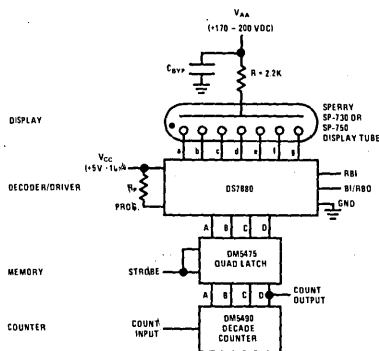 VAA
(+170 – 200 VDC)
CBYP
R = 2.2K
DISPLAY
SPERRY
SP-730 OR
SP-750
DISPLAY TUBE
a b c d e f g
VCC
(+5V
DECODER/DRIVER
RP
PROG.
DS7880
RBI
BI/RBO
GND
A B C D
MEMORY
STROBE
DM5475
QUAD LATCH
A B C D
COUNT
OUTPUT
COUNTER
COUNT
INPUT
DM5490
DECADE
COUNTER